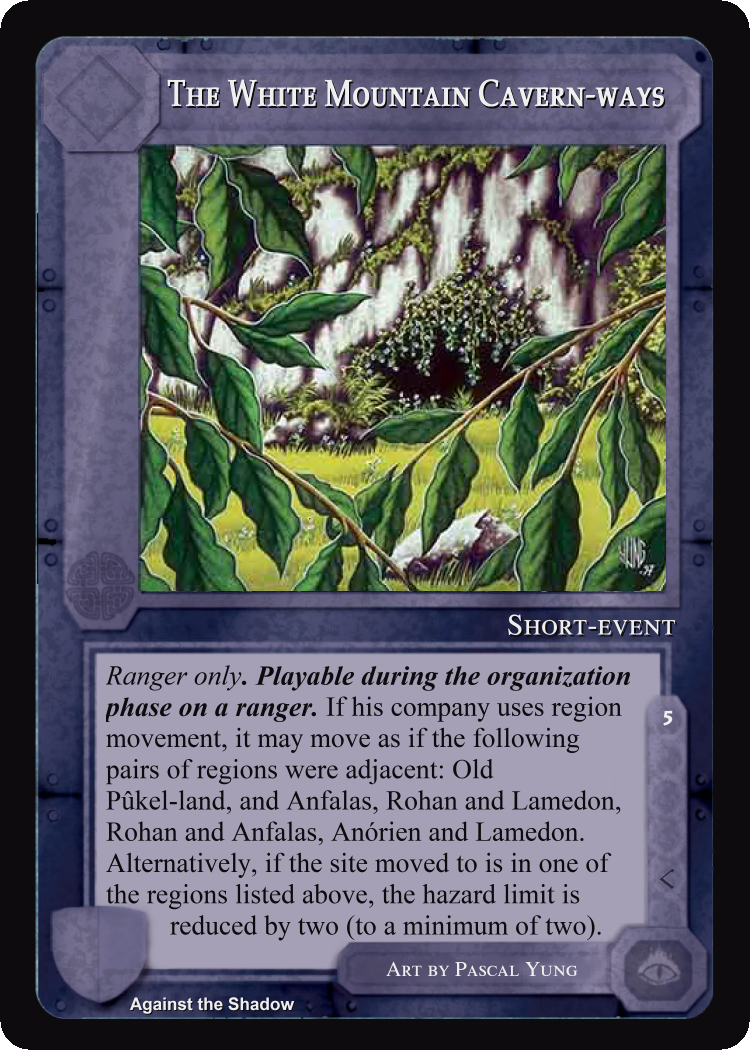 The White Mountain Cavern-ways
YUNG
.97
Short-event
Ranger only. Playable during the organization
phase on a ranger. If his company uses region
movement, it may move as if the following
pairs of regions were adjacent: Old
Pûkel-land, and Anfalas, Rohan and Lamedon,
Rohan and Anfalas, Anórien and Lamedon.
Alternatively, if the site moved to is in one of
the regions listed above, the hazard limit is
reduced by two (to a minimum of two).
5
<
Art by Pascal Yung
Against the Shadow